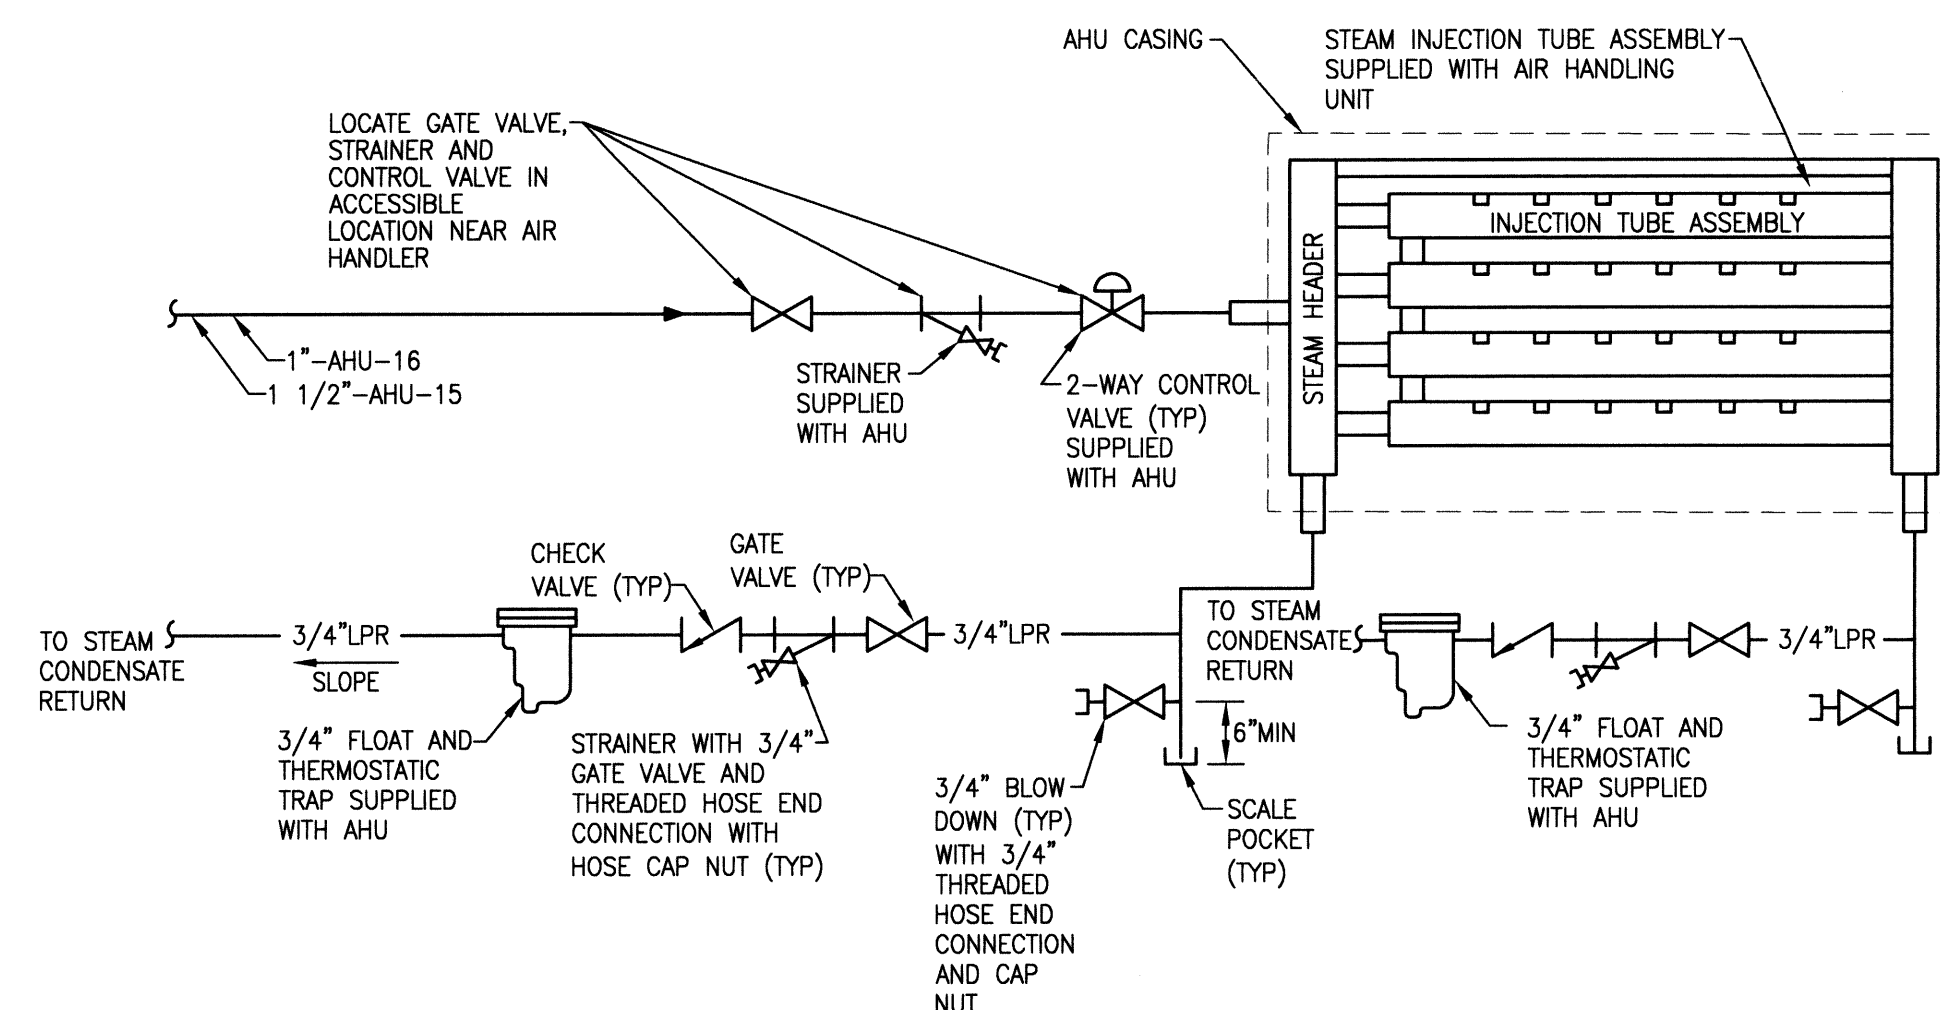 AHU CASING
STEAM INJECTION TUBE ASSEMBLY
SUPPLIED WITH AIR HANDLING
UNIT
LOCATE GATE VALVE,
STRAINER AND
CONTROL VALVE IN
ACCESSIBLE
LOCATION NEAR AIR
HANDLER
INJECTION TUBE ASSEMBLY
STEAM HEADER
1"-AHU-16
1 1/2"-AHU-15
STRAINER
SUPPLIED
WITH AHU
2-WAY CONTROL
VALVE (TYP)
SUPPLIED
WITH AHU
CHECK
VALVE (TYP)
GATE
VALVE (TYP)
TO STEAM
CONDENSATE
RETURN
3/4"LPR
SLOPE
3/4"LPR
TO STEAM
CONDENSATE
RETURN
3/4"LPR
3/4" FLOAT AND
THERMOSTATIC
TRAP SUPPLIED
WITH AHU
STRAINER WITH 3/4"
GATE VALVE AND
THREADED HOSE END
CONNECTION WITH
HOSE CAP NUT (TYP)
6"MIN
3/4" BLOW
DOWN (TYP)
WITH 3/4"
THREADED
HOSE END
CONNECTION
AND CAP
NUT
SCALE
POCKET
(TYP)
3/4" FLOAT AND
THERMOSTATIC
TRAP SUPPLIED
WITH AHU